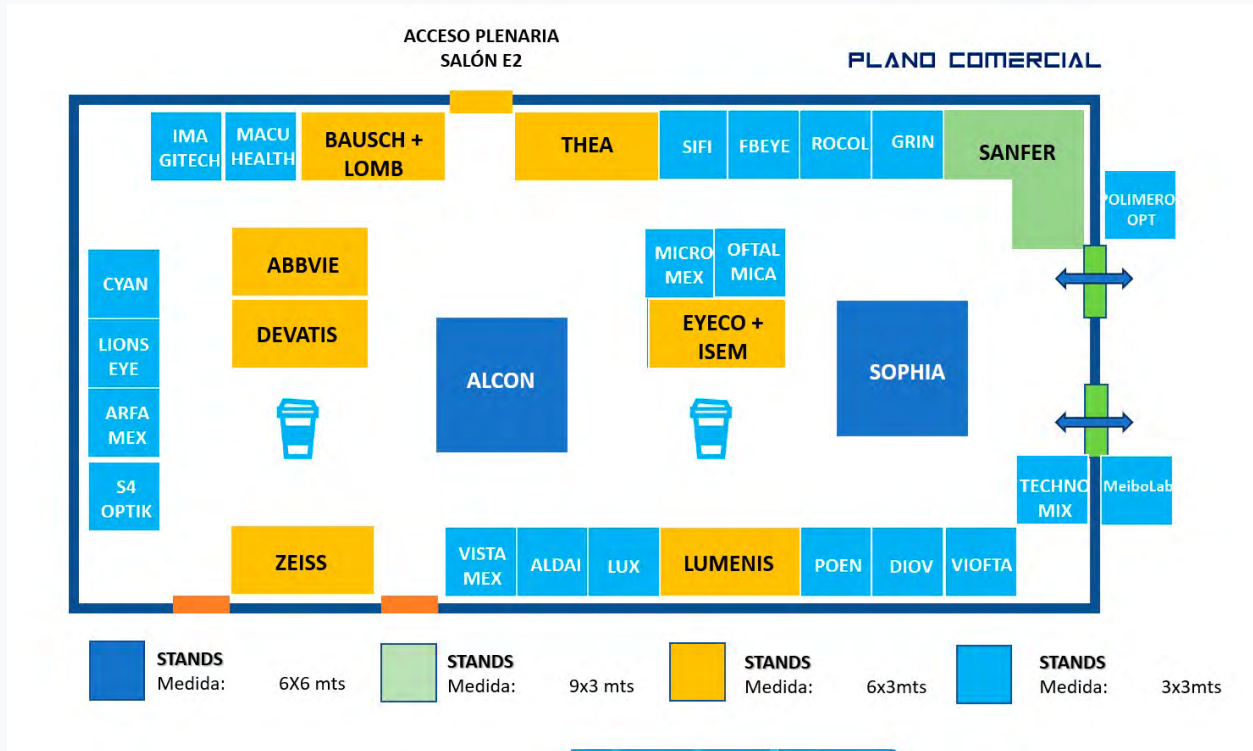 ACCESO PLENARIA
SALÓN E2
PLANO COMERCIAL
IMA
GITECH
MACU
HEALTH
BAUSCH +
LOMB
THEA
SIFI
FBEYE
ROCOL
GRIN
SANFER
POLIMERO
OPT
ABBVIE
MICRO
MEX
OFTAL
MICA
CYAN
DEVATIS
EYECO +
ISEM
LIONS
EYE
ALCON
SOPHIA
ARFA
MEX
S4
OPTIK
TECHNO
MIX
MeiboLab
ZEISS
VISTA
MEX
ALDAI
LUX
LUMENIS
POEN
DIOV
VIOFTA
STANDS
Medida: 6X6 mts
STANDS
Medida: 9x3 mts
STANDS
Medida: 6x3mts
STANDS
Medida: 3x3mts